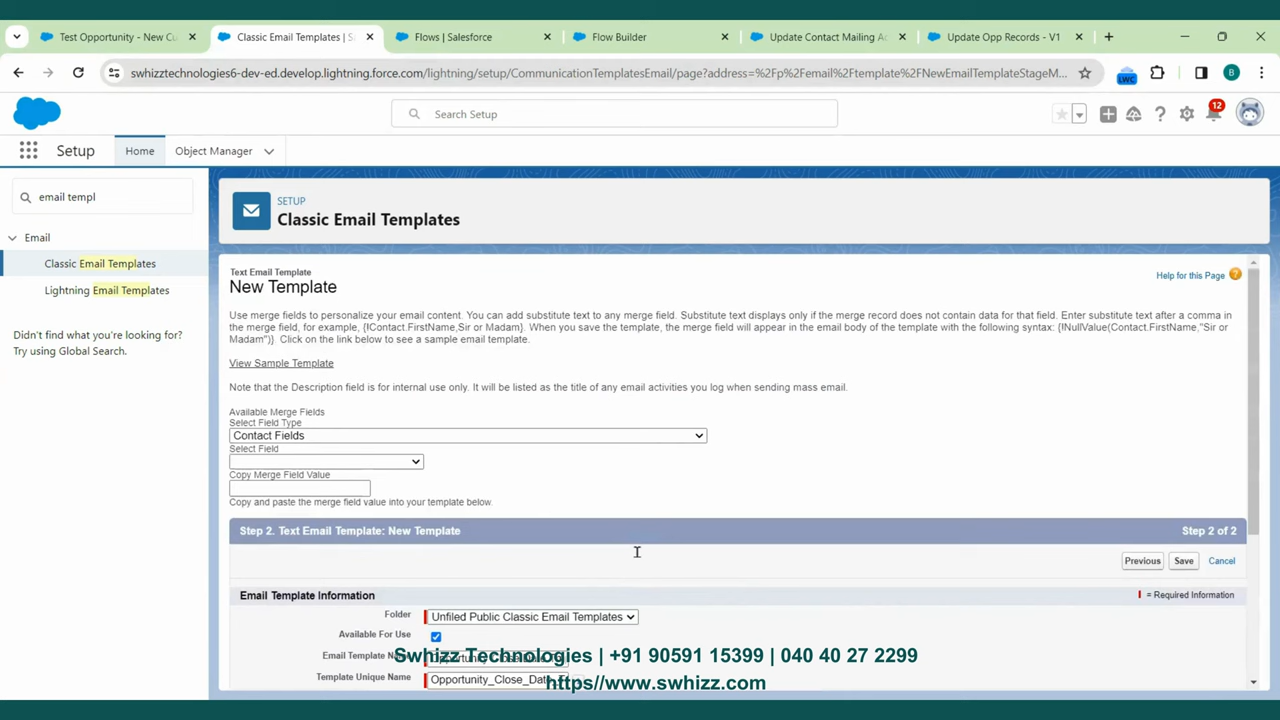 Test Opportunity - New Cu
Classic Email Templates | S
Flows | Salesforce
Flow Builder
Update Contact Mailing Ac
Update Opp Records - V1
swhizztechnologies6-dev-ed.develop.lightning.force.com/lightning/setup/CommunicationTemplatesEmail/page?address=%2Fp%2Femail%2Ftemplate%2FNewEmailTemplateStageM...
LWC
B
Search Setup
12
Setup
Home
Object Manager
email templ
Email
Classic Email Templates
Lightning Email Templates
Didn't find what you're looking for?
Try using Global Search.
SETUP
Classic Email Templates
Text Email Template
New Template
Help for this Page
Use merge fields to personalize your email content. You can add substitute text to any merge field. Substitute text displays only if the merge record does not contain data for that field. Enter substitute text after a comma in
the merge field, for example, {!Contact.FirstName,Sir or Madam}. When you save the template, the merge field will appear in the email body of the template with the following syntax: {!NullValue(Contact.FirstName,"Sir or
Madam")}. Click on the link below to see a sample email template.
View Sample Template
Note that the Description field is for internal use only. It will be listed as the title of any email activities you log when sending mass email.
Available Merge Fields
Select Field Type
Contact Fields
Select Field
Copy Merge Field Value
Copy and paste the merge field value into your template below.
Step 2. Text Email Template: New Template
Step 2 of 2
Previous
Save
Cancel
Email Template Information
= Required Information
Folder
Unfiled Public Classic Email Templates
Available For Use
Email Template
Swhizz Technologies | +91 90591 15399 | 040 40 27 2299
Template Unique Name
Opportunity_Close_Dat
https//www.swhizz.com